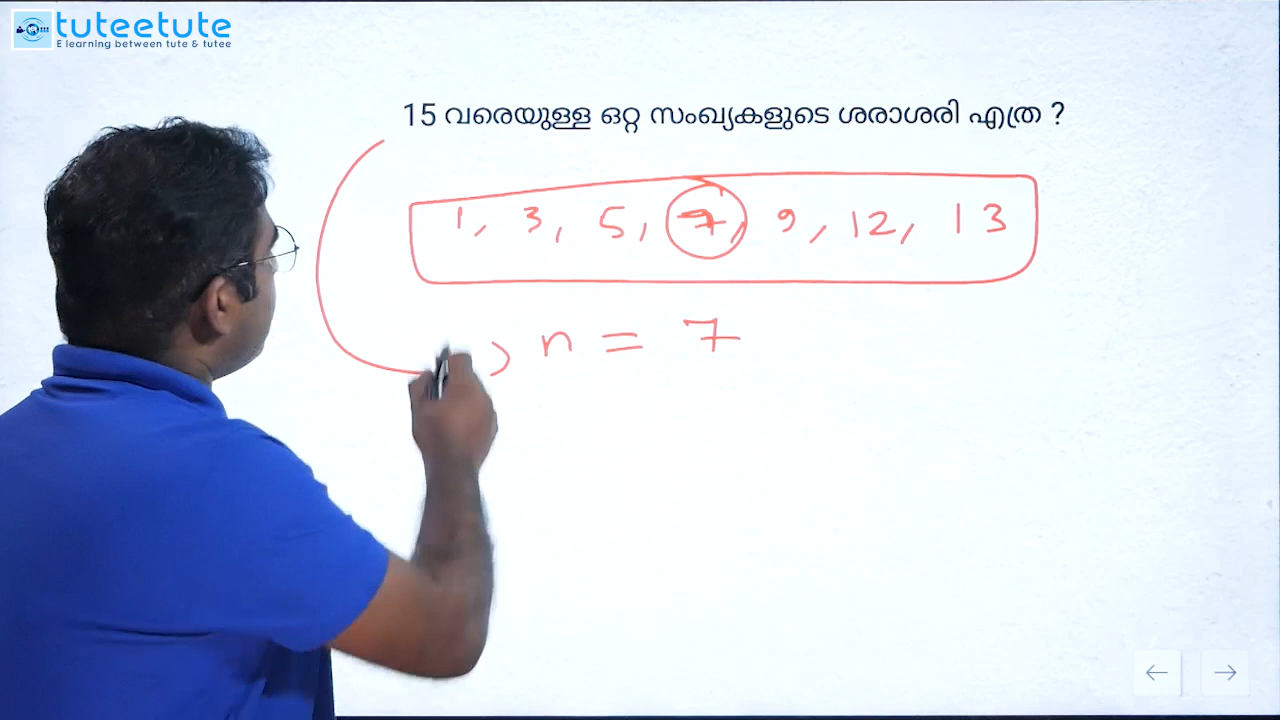 tuteetute
E learning between tute & tutee
15 വരെയുള്ള ഒറ്റ സംഖ്യകളുടെ ശരാശരി എത്ര ?
1, 3, 5, 7, 9, 12, 13
, n = 7